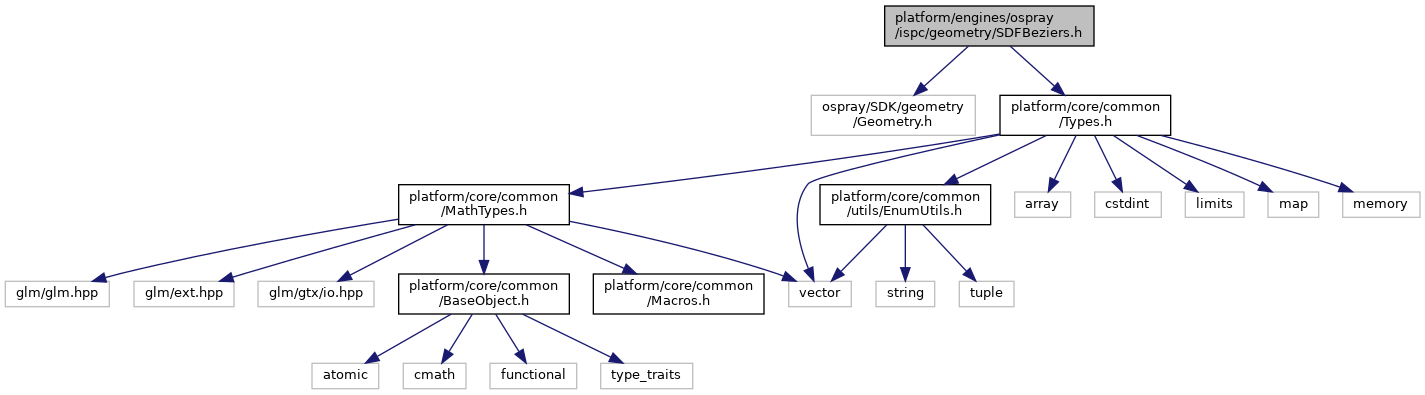 platform/engines/ospray
/ispc/geometry/SDFBeziers.h
ospray/SDK/geometry
/Geometry.h
platform/core/common
/Types.h
platform/core/common
/MathTypes.h
platform/core/common
/utils/EnumUtils.h
array
cstdint
limits
map
memory
glm/glm.hpp
glm/ext.hpp
glm/gtx/io.hpp
platform/core/common
/BaseObject.h
platform/core/common
/Macros.h
vector
string
tuple
atomic
cmath
functional
type_traits